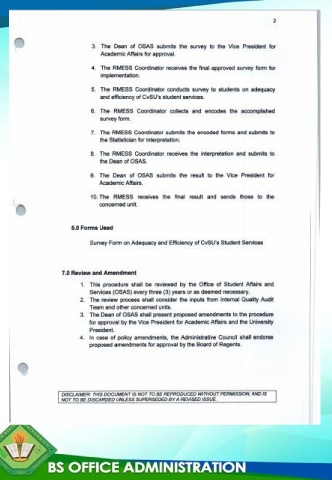 2
3. The Dean of OSAS submits the survey to the Vice President for
Academic Affairs for approval.
4. The RMESS Coordinator receives the final approved survey form for
implementation.
5. The RMESS Coordinator conducts survey to students on adequacy
and efficiency of CvSU's student services.
6. The RMESS Coordinator collects and encodes the accomplished
survey form.
7. The RMESS Coordinator submits the encoded forms and submits to
the Statistician for interpretation.
8. The RMESS Coordinator receives the interpretation and submits to
the Dean of OSAS.
9. The Dean of OSAS submits the result to the Vice President for
Academic Affairs.
10. The RMESS receives the final result and sends those to the
concerned unit.
6.0 Forms Used
Survey Form on Adequacy and Efficiency of CvSU's Student Services
7.0 Review and Amendment
1. This procedure shall be reviewed by the Office of Student Affairs and
Services (OSAS) every three (3) years or as deemed necessary.
2. The review process shall consider the inputs from Internal Quality Audit
Team and other concerned units.
3. The Dean of OSAS shall present proposed amendments to the procedure
for approval by the Vice President for Academic Affairs and the University
President.
4. In case of policy amendments, the Administrative Council shall endorse
proposed amendments for approval by the Board of Regents.
DISCLAIMER: THIS DOCUMENT IS NOT TO BE REPRODUCED WITHOUT PERMISSION, AND IS
NOT TO BE DISCARDED UNLESS SUPERSEDED BY A REVISED ISSUE.
BS OFFICE ADMINISTRATION